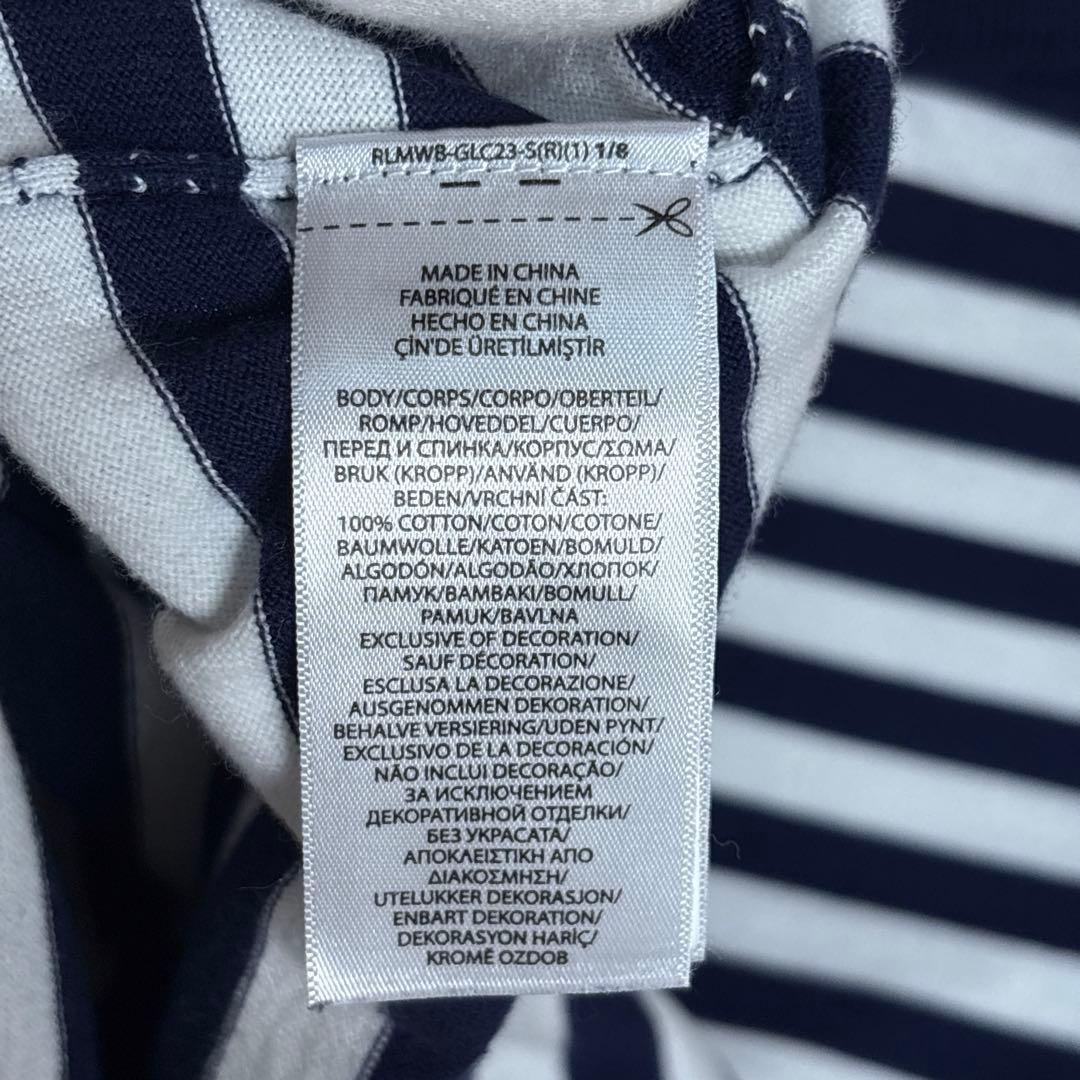 RLMWB-GLC23-S(R)(1) 1/8
MADE IN CHINA
FABRIQUÉ EN CHINE
HECHO EN CHINA
ÇİN'DE ÜRETİLMİŞTİR
BODY/CORPS/CORPO/OBERTEIL/
ROMP/HOVEDDEL/CUERPO/
ПЕРЕД И СПИНКА/КОРПУС/ΣΩΜΑ/
BRUK (KROPP)/ANVÄND (KROPP)/
BEDEN/VRCHNÍ ČÁST:
100% COTTON/COTON/COTONE/
BAUMWOLLE/KATOEN/BOMULD/
ALGODÓN/ALGODÃO/ХЛОПОК/
ПАМУК/ΒΑΜΒΑΚΙ/BOMULL/
PAMUK/BAVLNA
EXCLUSIVE OF DECORATION/
SAUF DÉCORATION/
ESCLUSA LA DECORAZIONE/
AUSGENOMMEN DEKORATION/
BEHALVE VERSIERING/UDEN PYNT/
EXCLUSIVO DE LA DECORACIÓN/
NÃO INCLUI DECORAÇÃO/
ЗА ИСКЛЮЧЕНИЕМ
ДЕКОРАТИВНОЙ ОТДЕЛКИ/
БЕЗ УКРАСАТА/
ΑΠΟΚΛΕΙΣΤΙΚΗ ΑΠΟ
ΔΙΑΚΟΣΜΗΣΗ/
UTELUKKER DEKORASJON/
ENBART DEKORATION/
DEKORASYON HARİÇ/
KROMĚ OZDOB